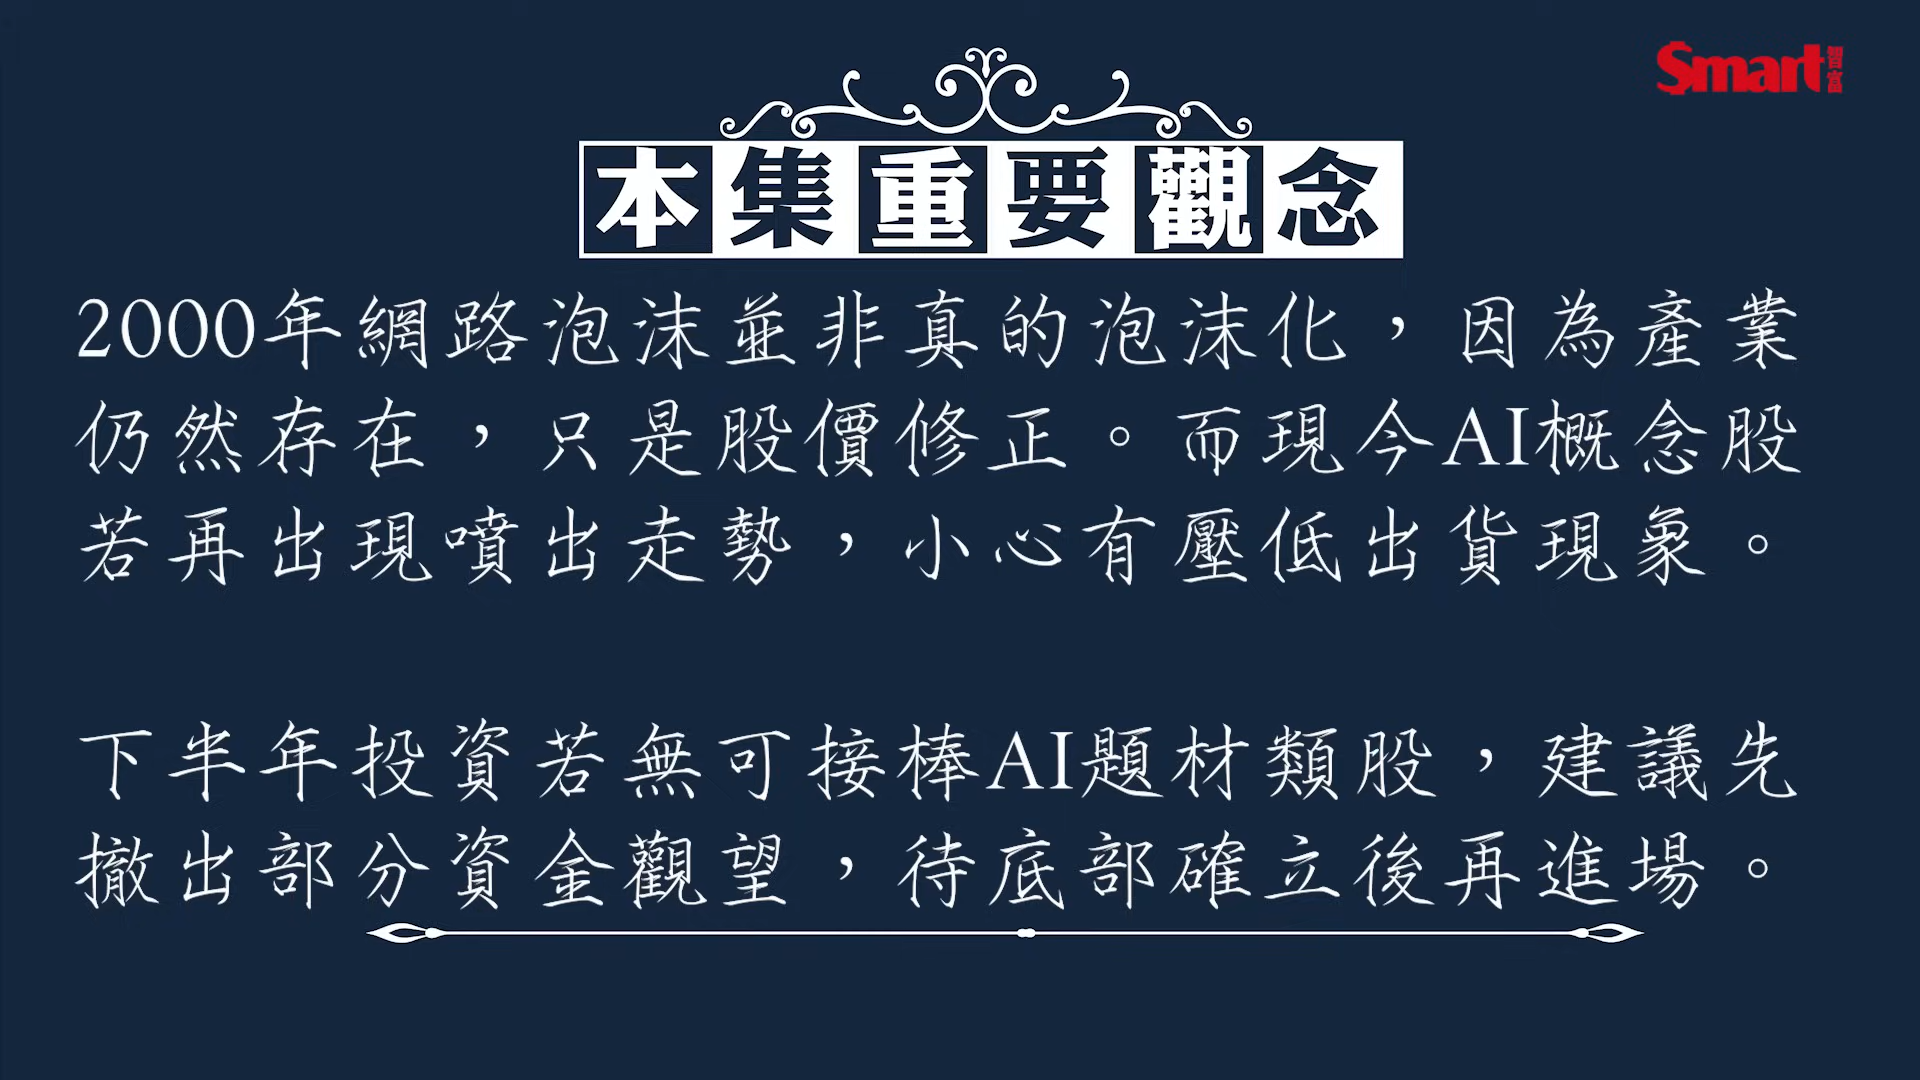 Smart智富
本集重要觀念
2000年網路泡沫並非真的泡沫化，因為產業
仍然存在，只是股價修正。而現今AI概念股
若再出現噴出走勢，小心有壓低出貨現象。
下半年投資若無可接棒AI題材類股，建議先
撤出部分資金觀望，待底部確立後再進場。